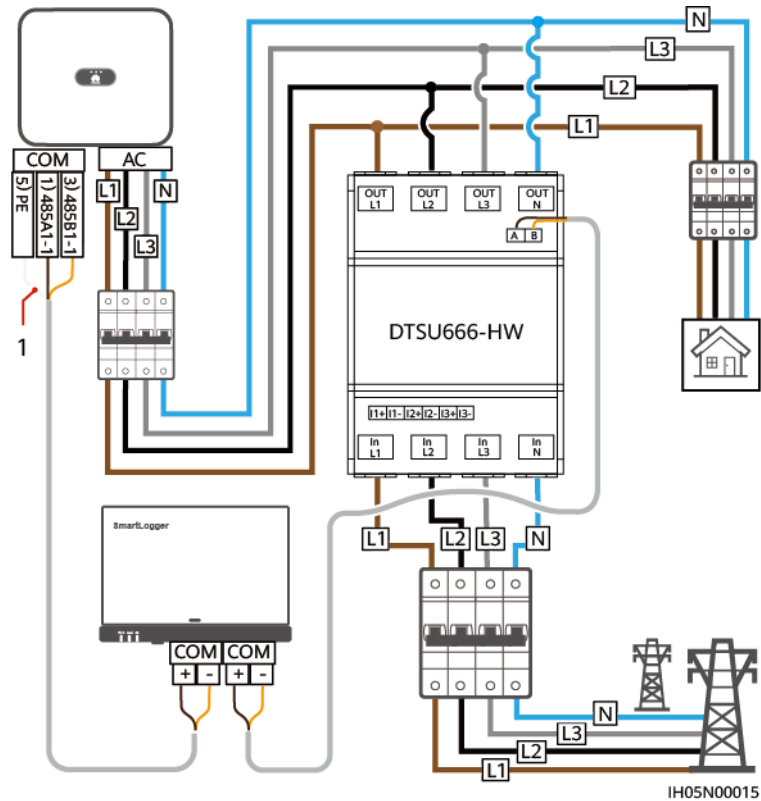 N
L3
L2
L1
COM
AC
5) PE
1) 485A1-1
3) 485B1-1
L1
L2
L3
N
1
OUT
L1
OUT
L2
OUT
L3
OUT
N
A B
DTSU666-HW
I1+ I1- I2+ I2- I3+ I3-
In
L1
In
L2
In
L3
In
N
L1
L2
L3
N
SmartLogger
COM
COM
+ -
+ -
N
L3
L2
L1
IH05N00015